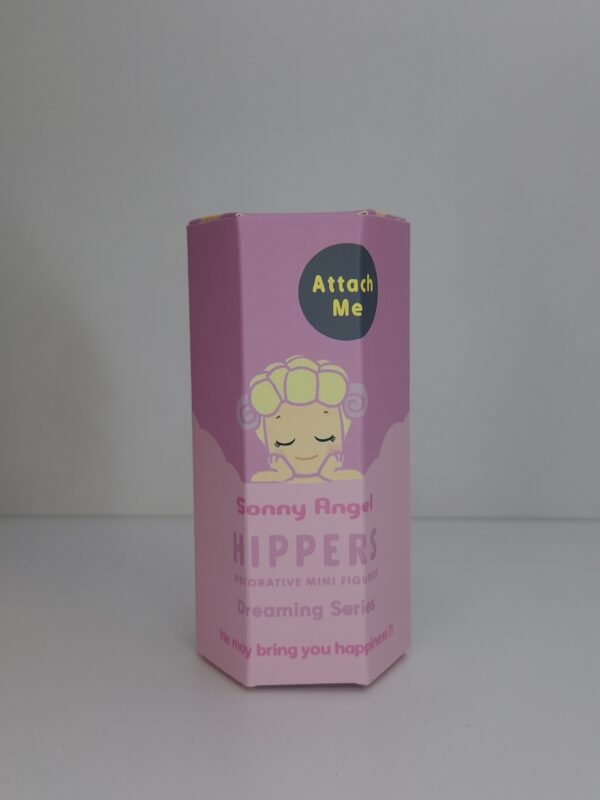 Attach
Me
Sonny Angel
HIPPERS
DECORATIVE MINI FIGURES
Dreaming Series
He may bring you happiness!!